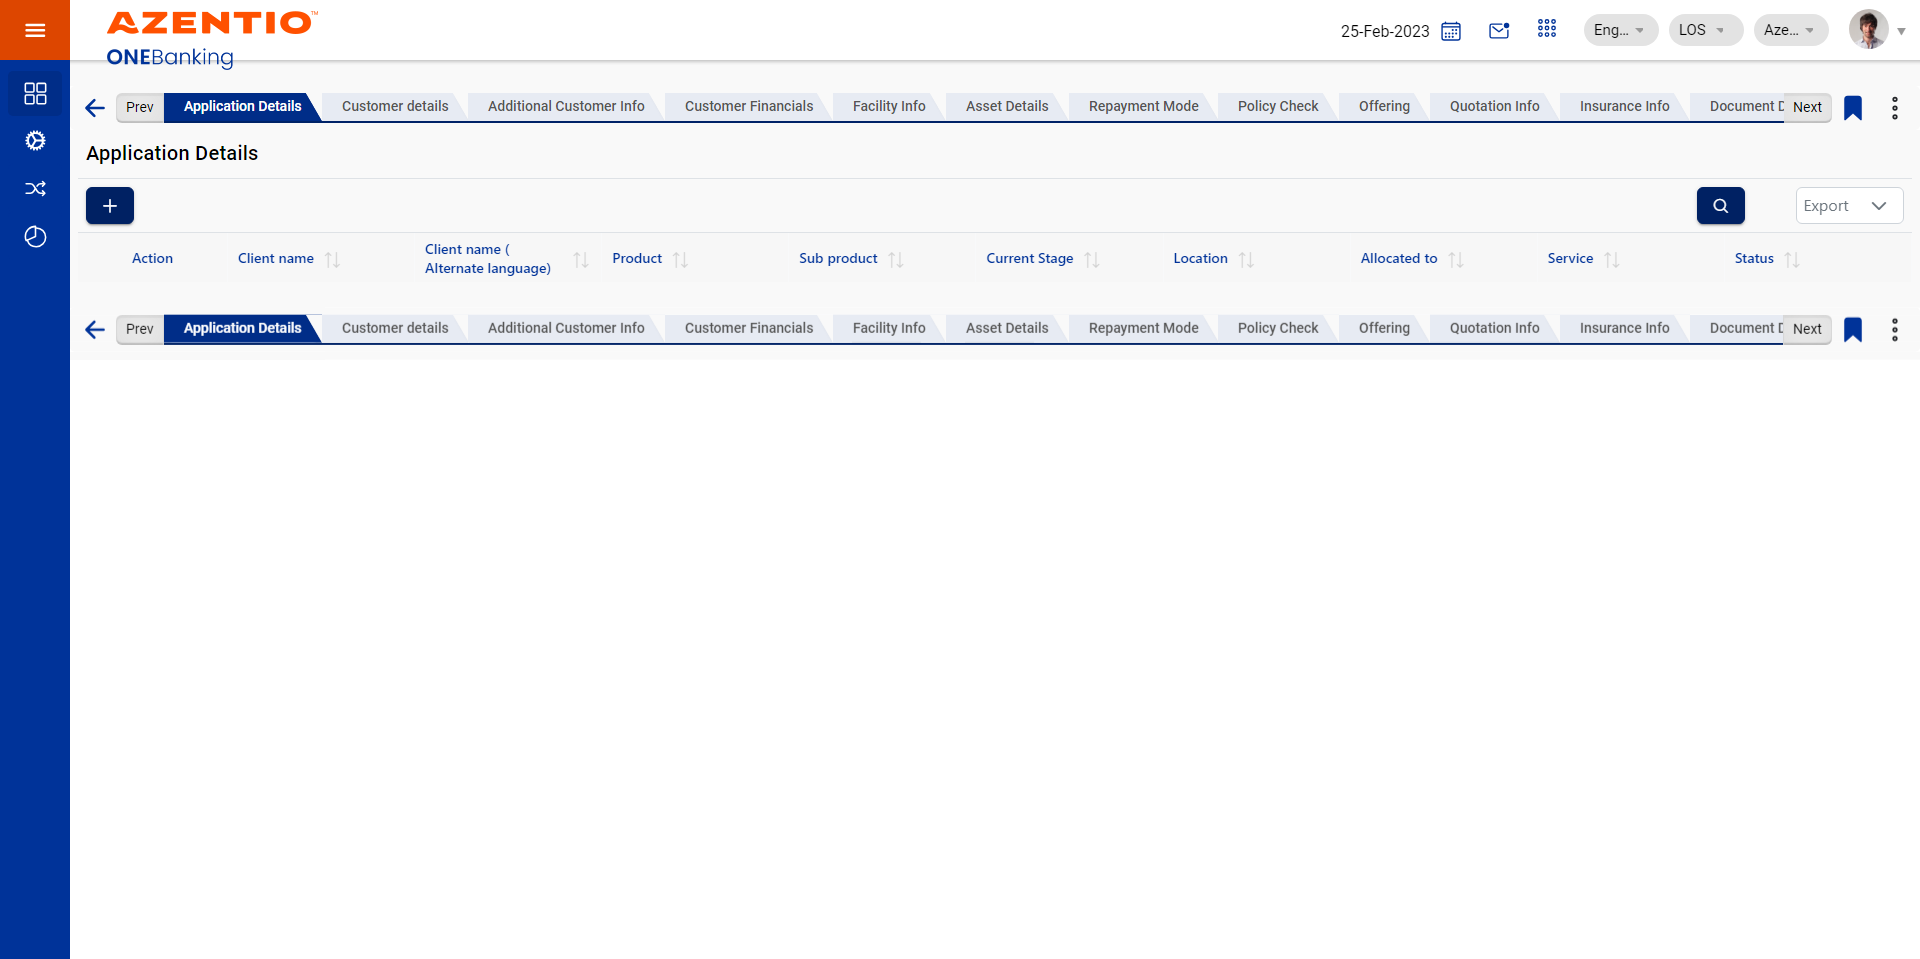 AZENTIO™
ONEBanking
25-Feb-2023
Eng...
LOS
Aze...
Prev
Application Details
Customer details
Additional Customer Info
Customer Financials
Facility Info
Asset Details
Repayment Mode
Policy Check
Offering
Quotation Info
Insurance Info
Document D
Next
Application Details
Export
Action
Client name
Client name (
Alternate language)
Product
Sub product
Current Stage
Location
Allocated to
Service
Status
Prev
Application Details
Customer details
Additional Customer Info
Customer Financials
Facility Info
Asset Details
Repayment Mode
Policy Check
Offering
Quotation Info
Insurance Info
Document D
Next